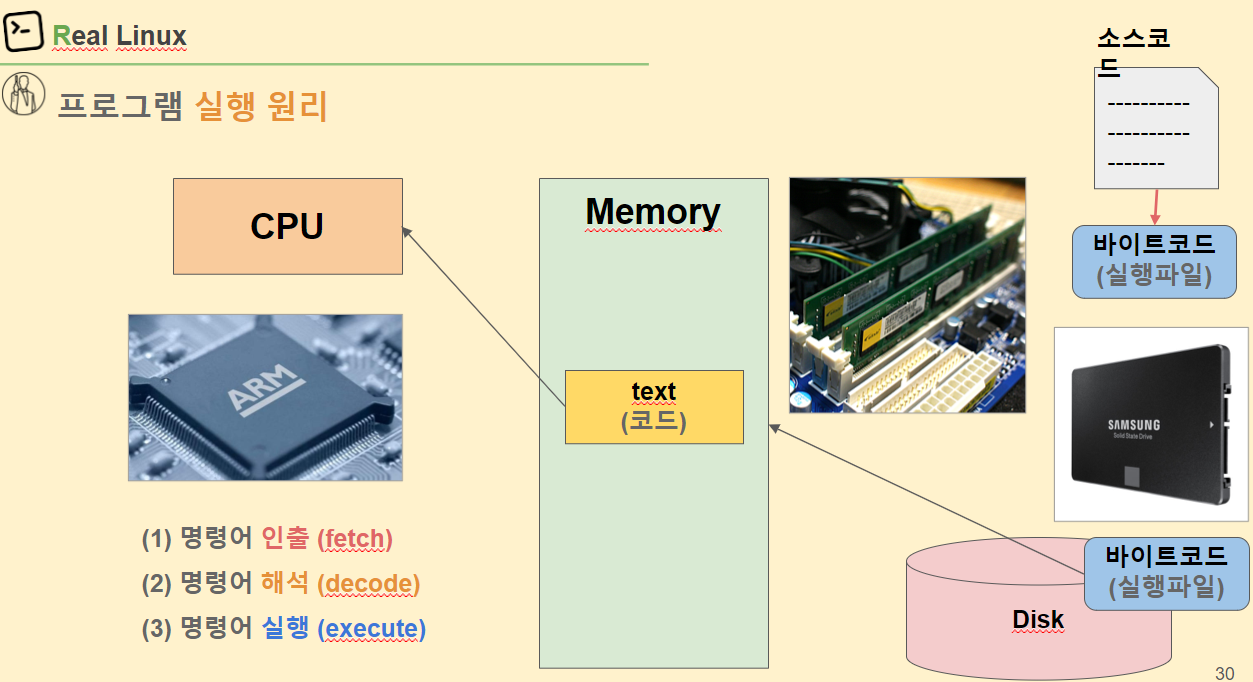 Real Linux
프로그램 실행 원리
소스코
드
----------
----------
-------
바이트코드
(실행파일)
CPU
Memory
ARM
text
(코드)
SAMSUNG
Solid State Drive
(1) 명령어 인출 (fetch)
(2) 명령어 해석 (decode)
(3) 명령어 실행 (execute)
바이트코드
(실행파일)
Disk
30